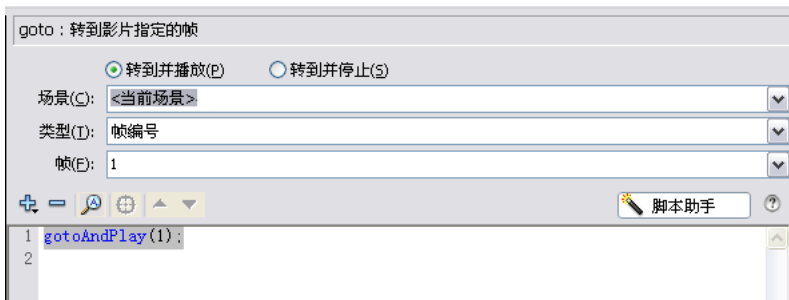 goto : 转到影片指定的帧
转到并播放(P) 转到并停止(S)
场景(C): <当前场景>
类型(T): 帧编号
帧(F): 1
脚本助手 ?
1 gotoAndPlay(1);
2